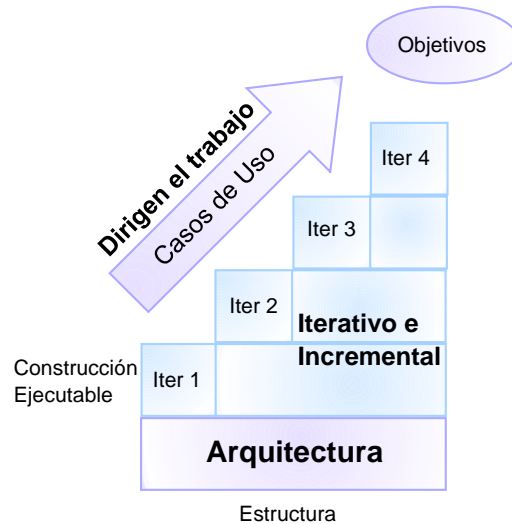 Objetivos
Dirigen el trabajo
Casos de Uso
Iter 4
Iter 3
Iter 2
Iterativo e
Incremental
Construcción
Ejecutable
Iter 1
Arquitectura
Estructura